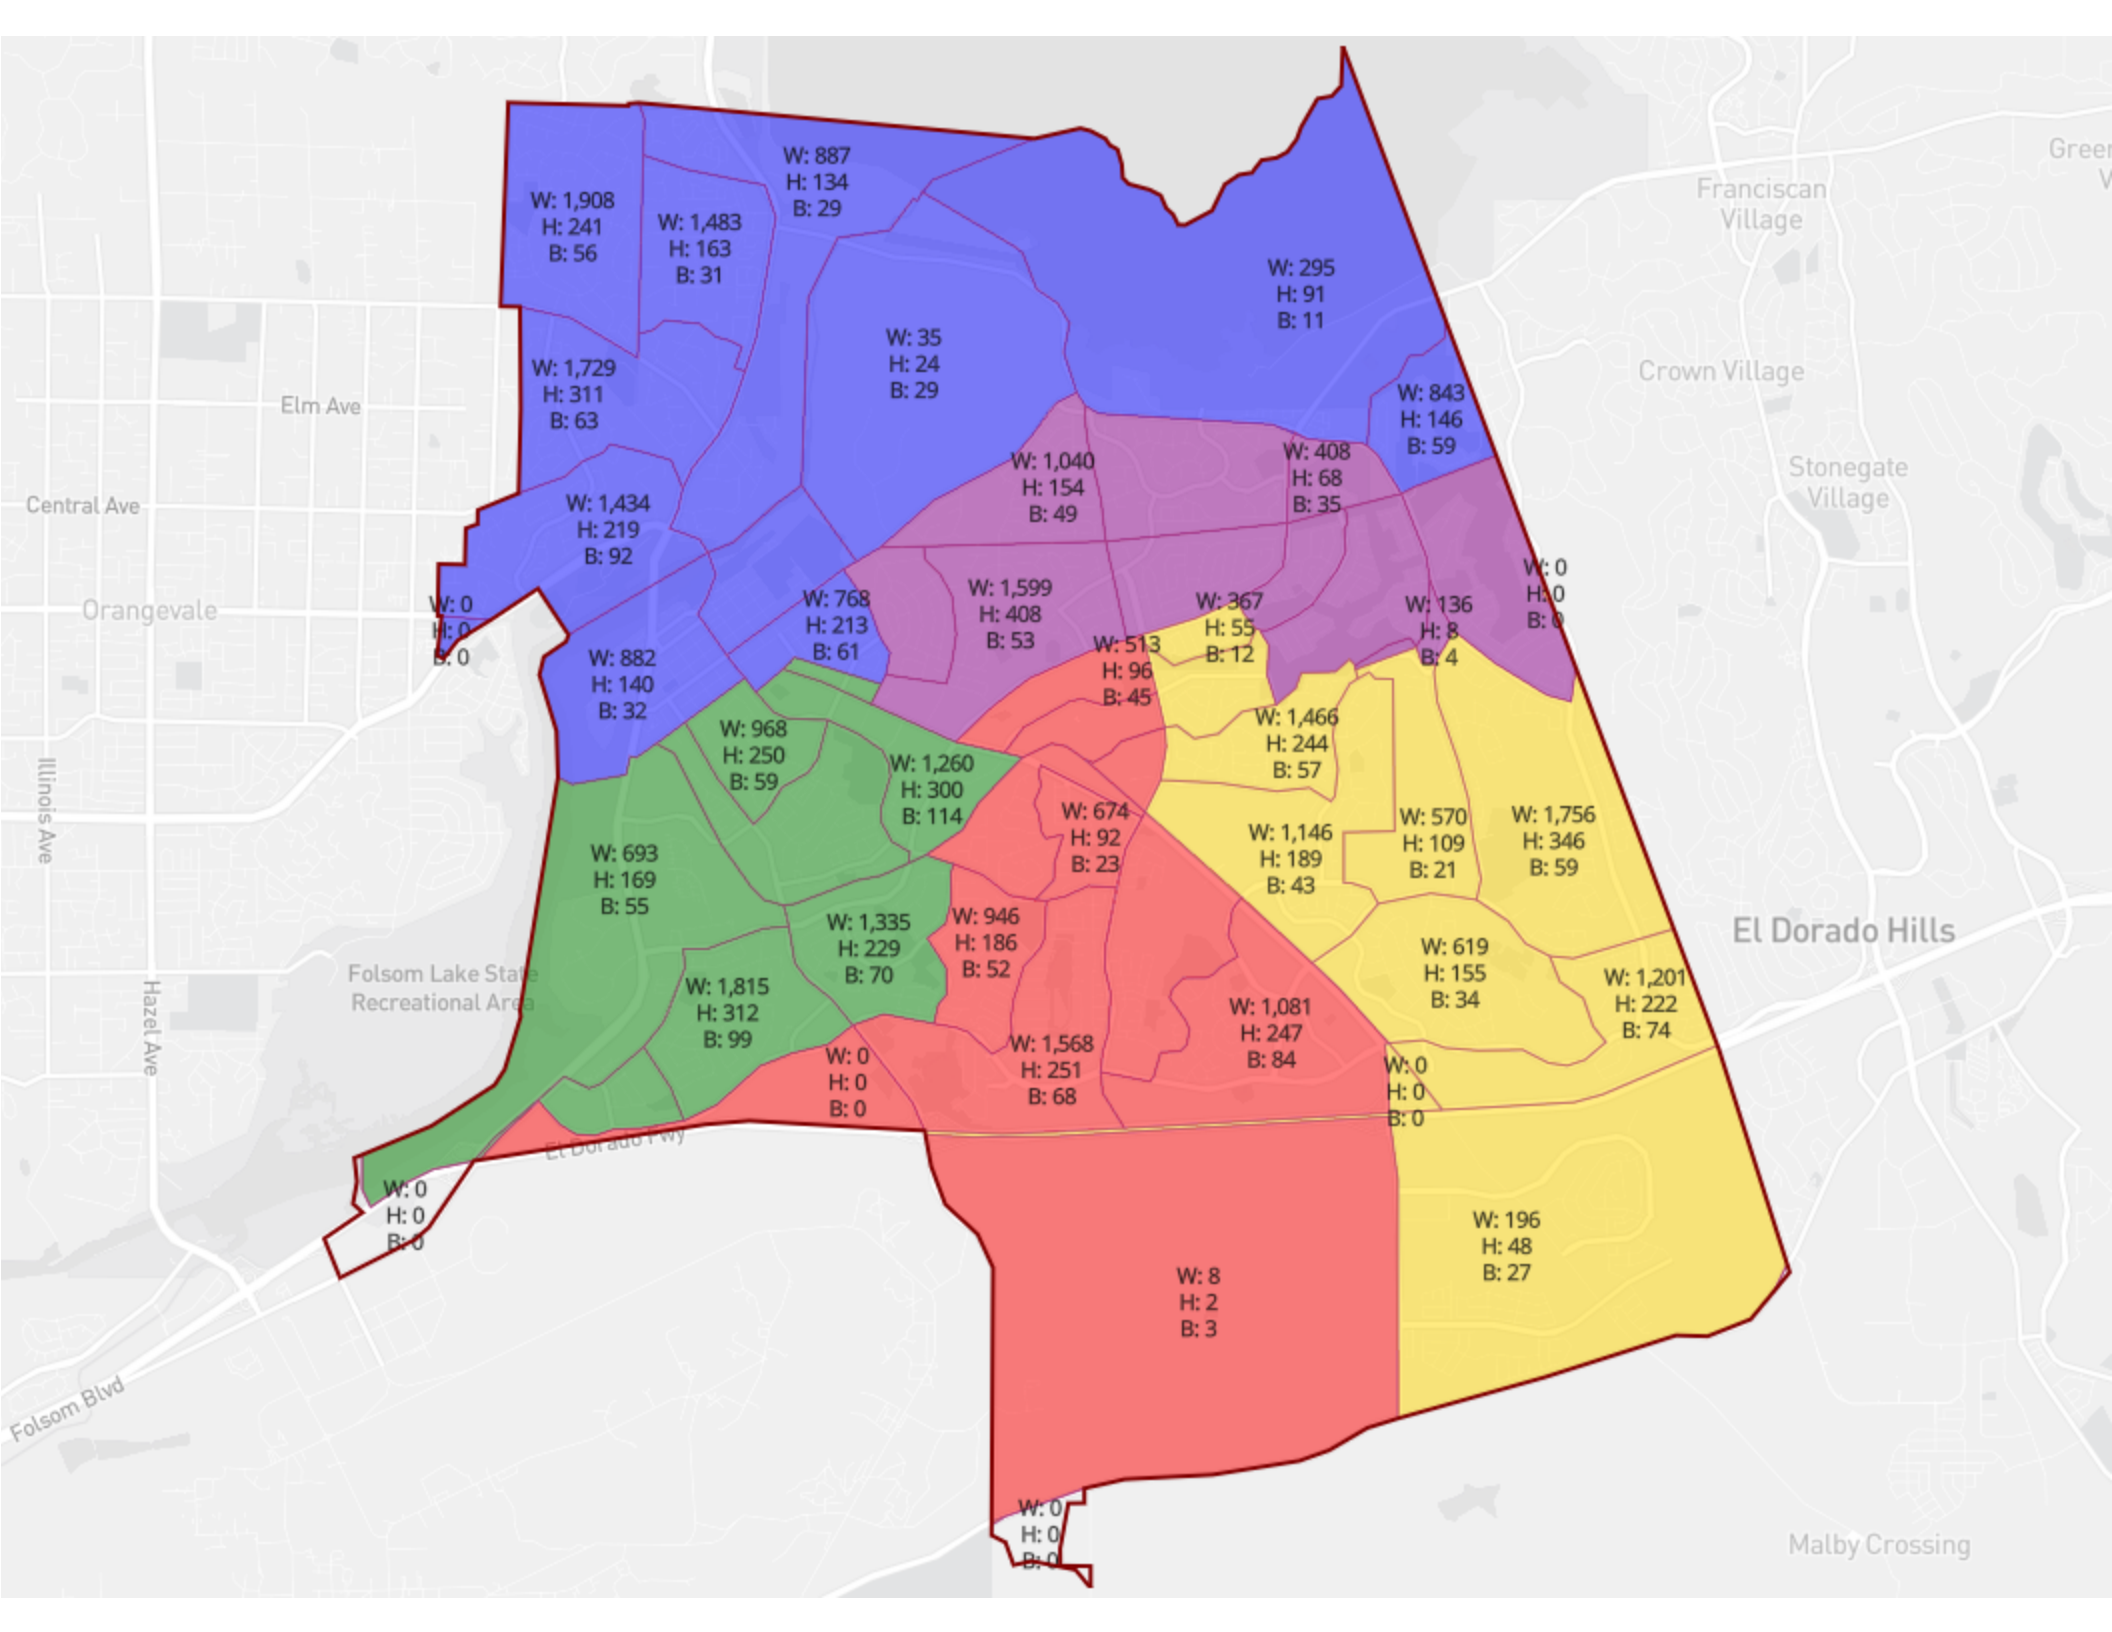 Green
V
Franciscan
Village
W: 887
H: 134
B: 29
W: 1,908
H: 241
B: 56
W: 1,483
H: 163
B: 31
W: 295
H: 91
B: 11
W: 35
H: 24
B: 29
W: 1,729
H: 311
B: 63
Elm Ave
Crown Village
W: 843
H: 146
B: 59
W: 1,040
H: 154
B: 49
W: 408
H: 68
B: 35
Stonegate
Village
Central Ave
W: 1,434
H: 219
B: 92
W: 0
H: 0
B: 0
Orangevale
W: 0
H: 0
B: 0
W: 768
H: 213
B: 61
W: 1,599
H: 408
B: 53
W: 367
H: 55
B: 12
W: 136
H: 8
B: 4
W: 882
H: 140
B: 32
W: 513
H: 96
B: 45
W: 968
H: 250
B: 59
W: 1,466
H: 244
B: 57
W: 1,260
H: 300
B: 114
Illinois Ave
W: 674
H: 92
B: 23
W: 1,146
H: 189
B: 43
W: 570
H: 109
B: 21
W: 1,756
H: 346
B: 59
W: 693
H: 169
B: 55
W: 1,335
H: 229
B: 70
W: 946
H: 186
B: 52
El Dorado Hills
W: 619
H: 155
B: 34
Folsom Lake State
Recreational Area
Hazel Ave
W: 1,815
H: 312
B: 99
W: 1,201
H: 222
B: 74
W: 1,081
H: 247
B: 84
W: 0
H: 0
B: 0
W: 1,568
H: 251
B: 68
W: 0
H: 0
B: 0
El Dorado Fwy
W: 0
H: 0
B: 0
W: 196
H: 48
B: 27
W: 8
H: 2
B: 3
Folsom Blvd
W: 0
H: 0
B: 0
Malby Crossing